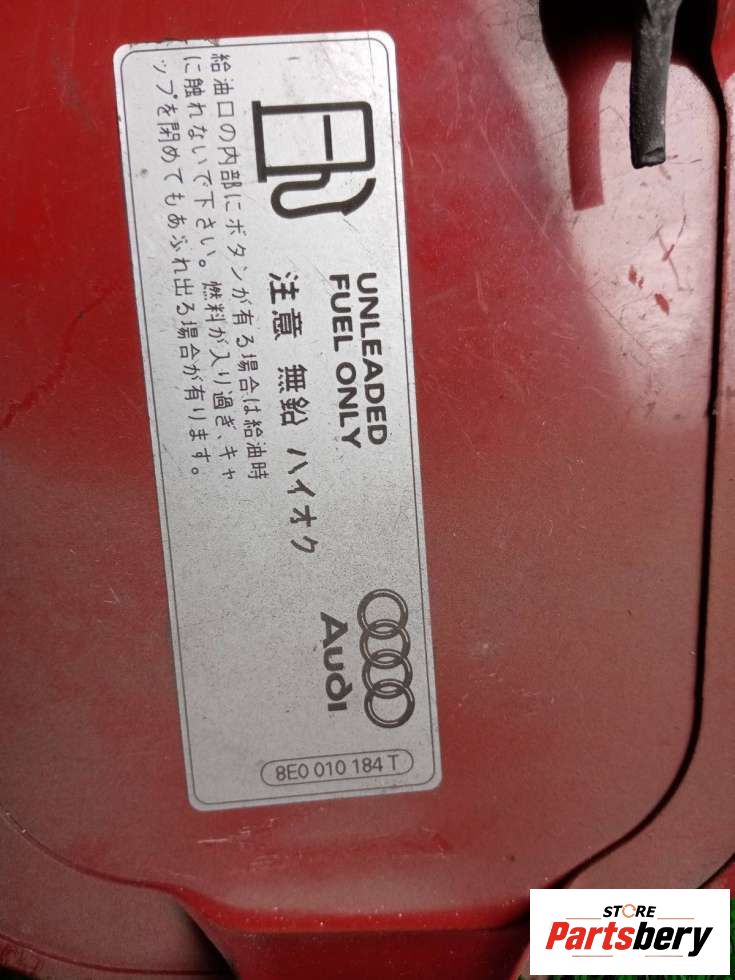 UNLEADED
FUEL ONLY
注意 無鉛 ハイオク
給油口の内部にボタンが有る場合は給油時
に触れないで下さい。燃料が入り過ぎ、キャ
ップを閉めてもあふれ出る場合が有ります。
Audi
8E0 010 184 T
STORE
Partsbery